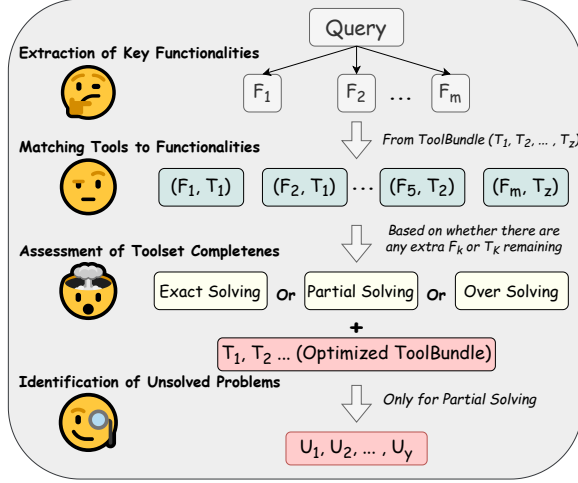 Query
Extraction of Key Functionalities
F1 F2 ... Fm
From ToolBundle (T1, T2, ... , Tz)
Matching Tools to Functionalities
(F1, T1) (F2, T1) ... (F5, T2) (Fm, Tz)
Based on whether there are
any extra Fk or TK remaining
Assessment of Toolset Completenes
Exact Solving Or Partial Solving Or Over Solving
+
T1, T2 ... (Optimized ToolBundle)
Identification of Unsolved Problems
Only for Partial Solving
U1, U2, ... , Uy